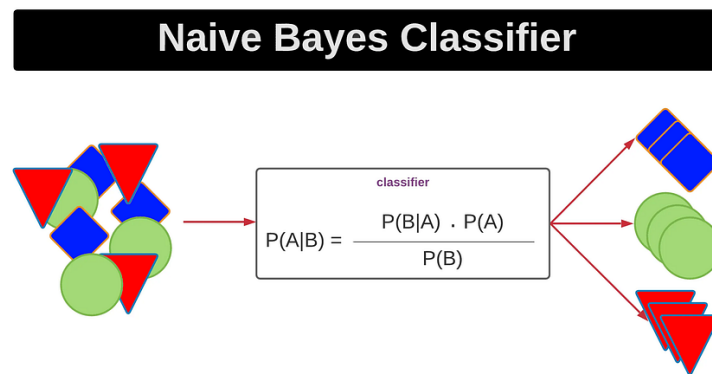 Naive Bayes Classifier
classifier
P(A|B) = P(B|A) . P(A)
P(B)